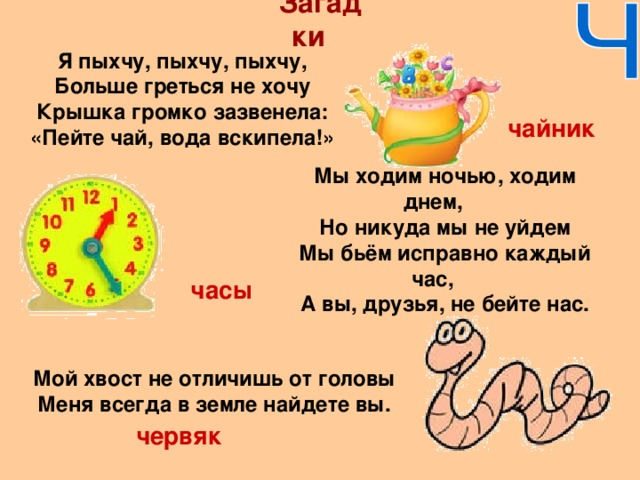 Загад
ки
Ч
Я пыхчу, пыхчу, пыхчу,
Больше греться не хочу
Крышка громко зазвенела:
«Пейте чай, вода вскипела!»
В С
чайник
Мы ходим ночью, ходим
днем,
Но никуда мы не уйдем
Мы бьём исправно каждый
час,
А вы, друзья, не бейте нас.
12 1 2 3 4 5 6 7 8 9 10 11
часы
Мой хвост не отличишь от головы
Меня всегда в земле найдете вы.
червяк